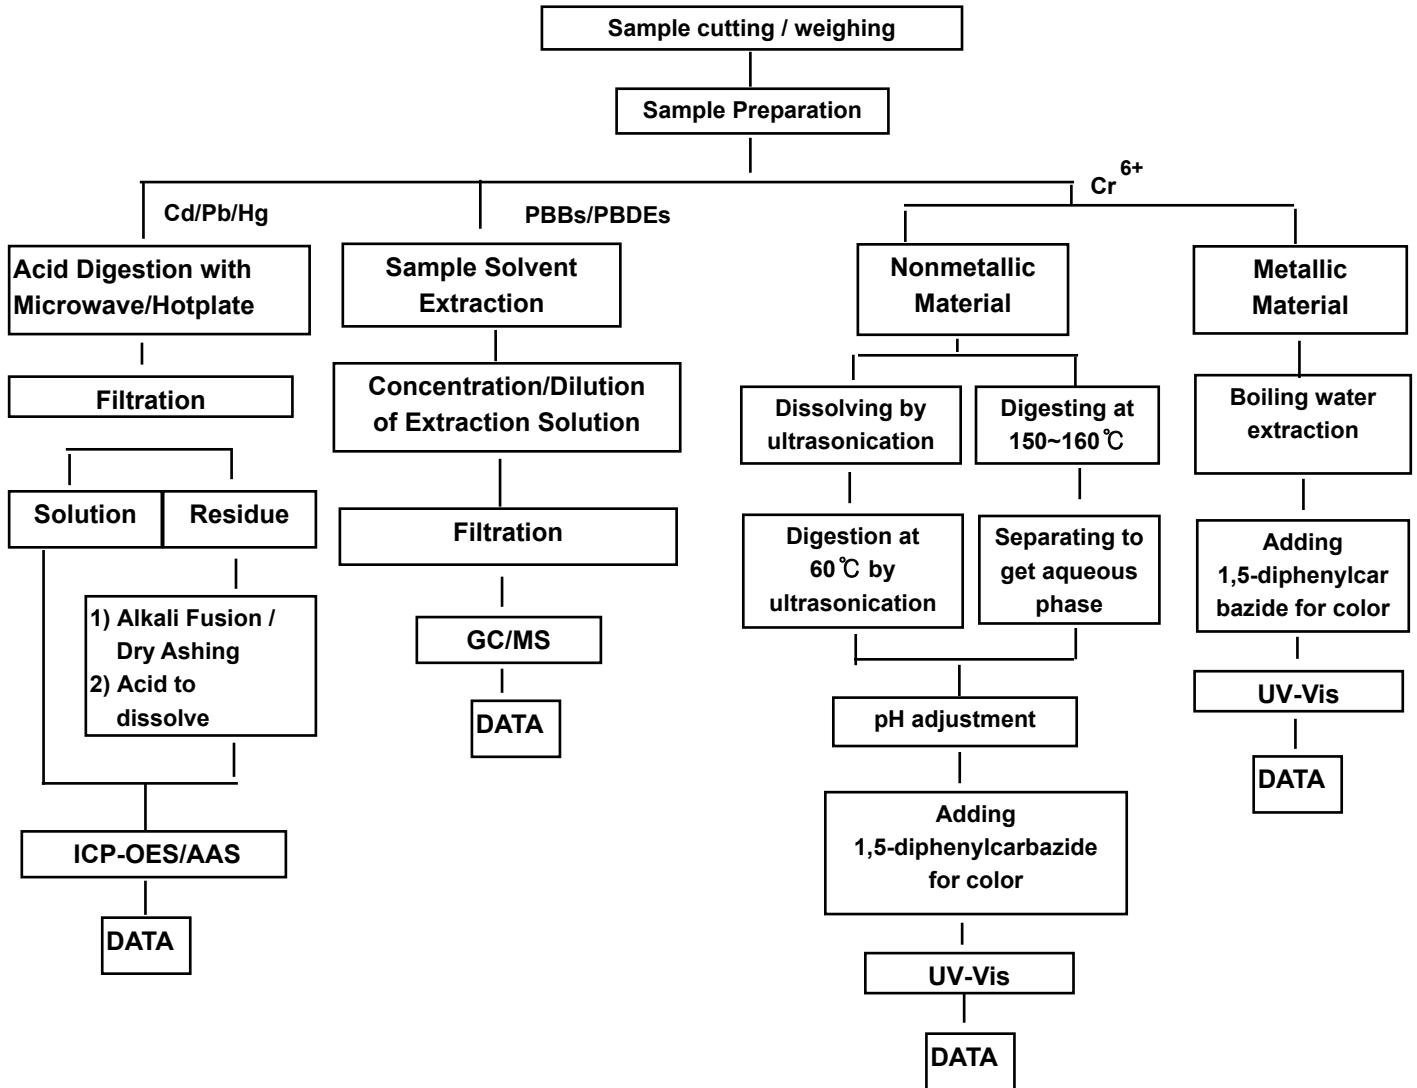 Sample cutting / weighing
Sample Preparation
Cd/Pb/Hg
PBBs/PBDEs
Cr 6+
Acid Digestion with
Microwave/Hotplate
Filtration
Solution
Residue
1) Alkali Fusion /
Dry Ashing
2) Acid to
dissolve
ICP-OES/AAS
DATA
Sample Solvent
Extraction
Concentration/Dilution
of Extraction Solution
Filtration
GC/MS
DATA
Nonmetallic
Material
Dissolving by
ultrasonication
Digestion at
60℃ by
ultrasonication
Digesting at
150~160℃
Separating to
get aqueous
phase
pH adjustment
Adding
1,5-diphenylcarbazide
for color
UV-Vis
DATA
Metallic
Material
Boiling water
extraction
Adding
1,5-diphenylcar
bazide for color
UV-Vis
DATA